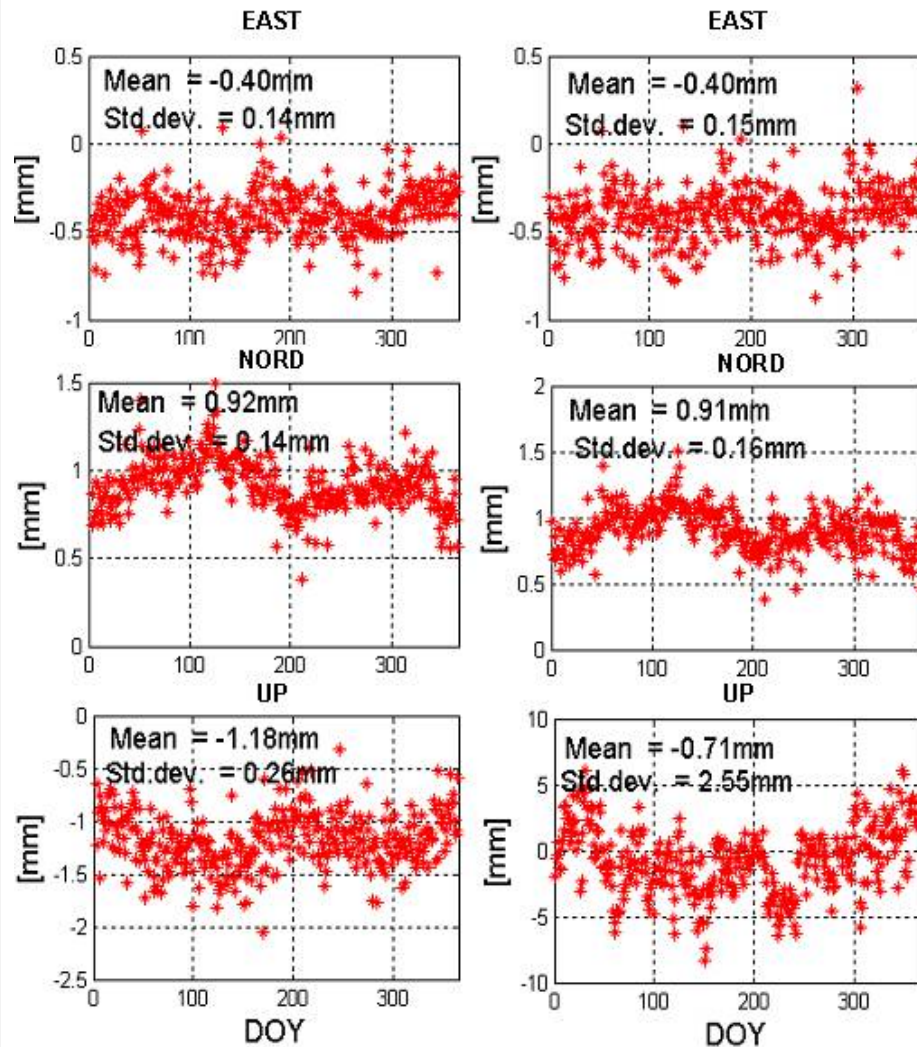 EAST
0.5
Mean = -0.40mm
Std.dev. = 0.14mm
0
[mm]
-0.5
-1
0 100 200 300
EAST
0.5
Mean = -0.40mm
Std.dev. = 0.15mm
0
[mm]
-0.5
-1
0 100 200 300
NORD
1.5
Mean = 0.92mm
Std.dev. = 0.14mm
1
[mm]
0.5
0
0 100 200 300
NORD
2
Mean = 0.91mm
Std.dev. = 0.16mm
1.5
1
[mm]
0.5
0
0 100 200 300
UP
0
Mean = -1.18mm
-0.5
Std.dev. = 0.26mm
-1
[mm]
-1.5
-2
-2.5
0 100 200 300
DOY
UP
10
Mean = -0.71mm
5
Std.dev. = 2.55mm
0
[mm]
-5
-10
0 100 200 300
DOY